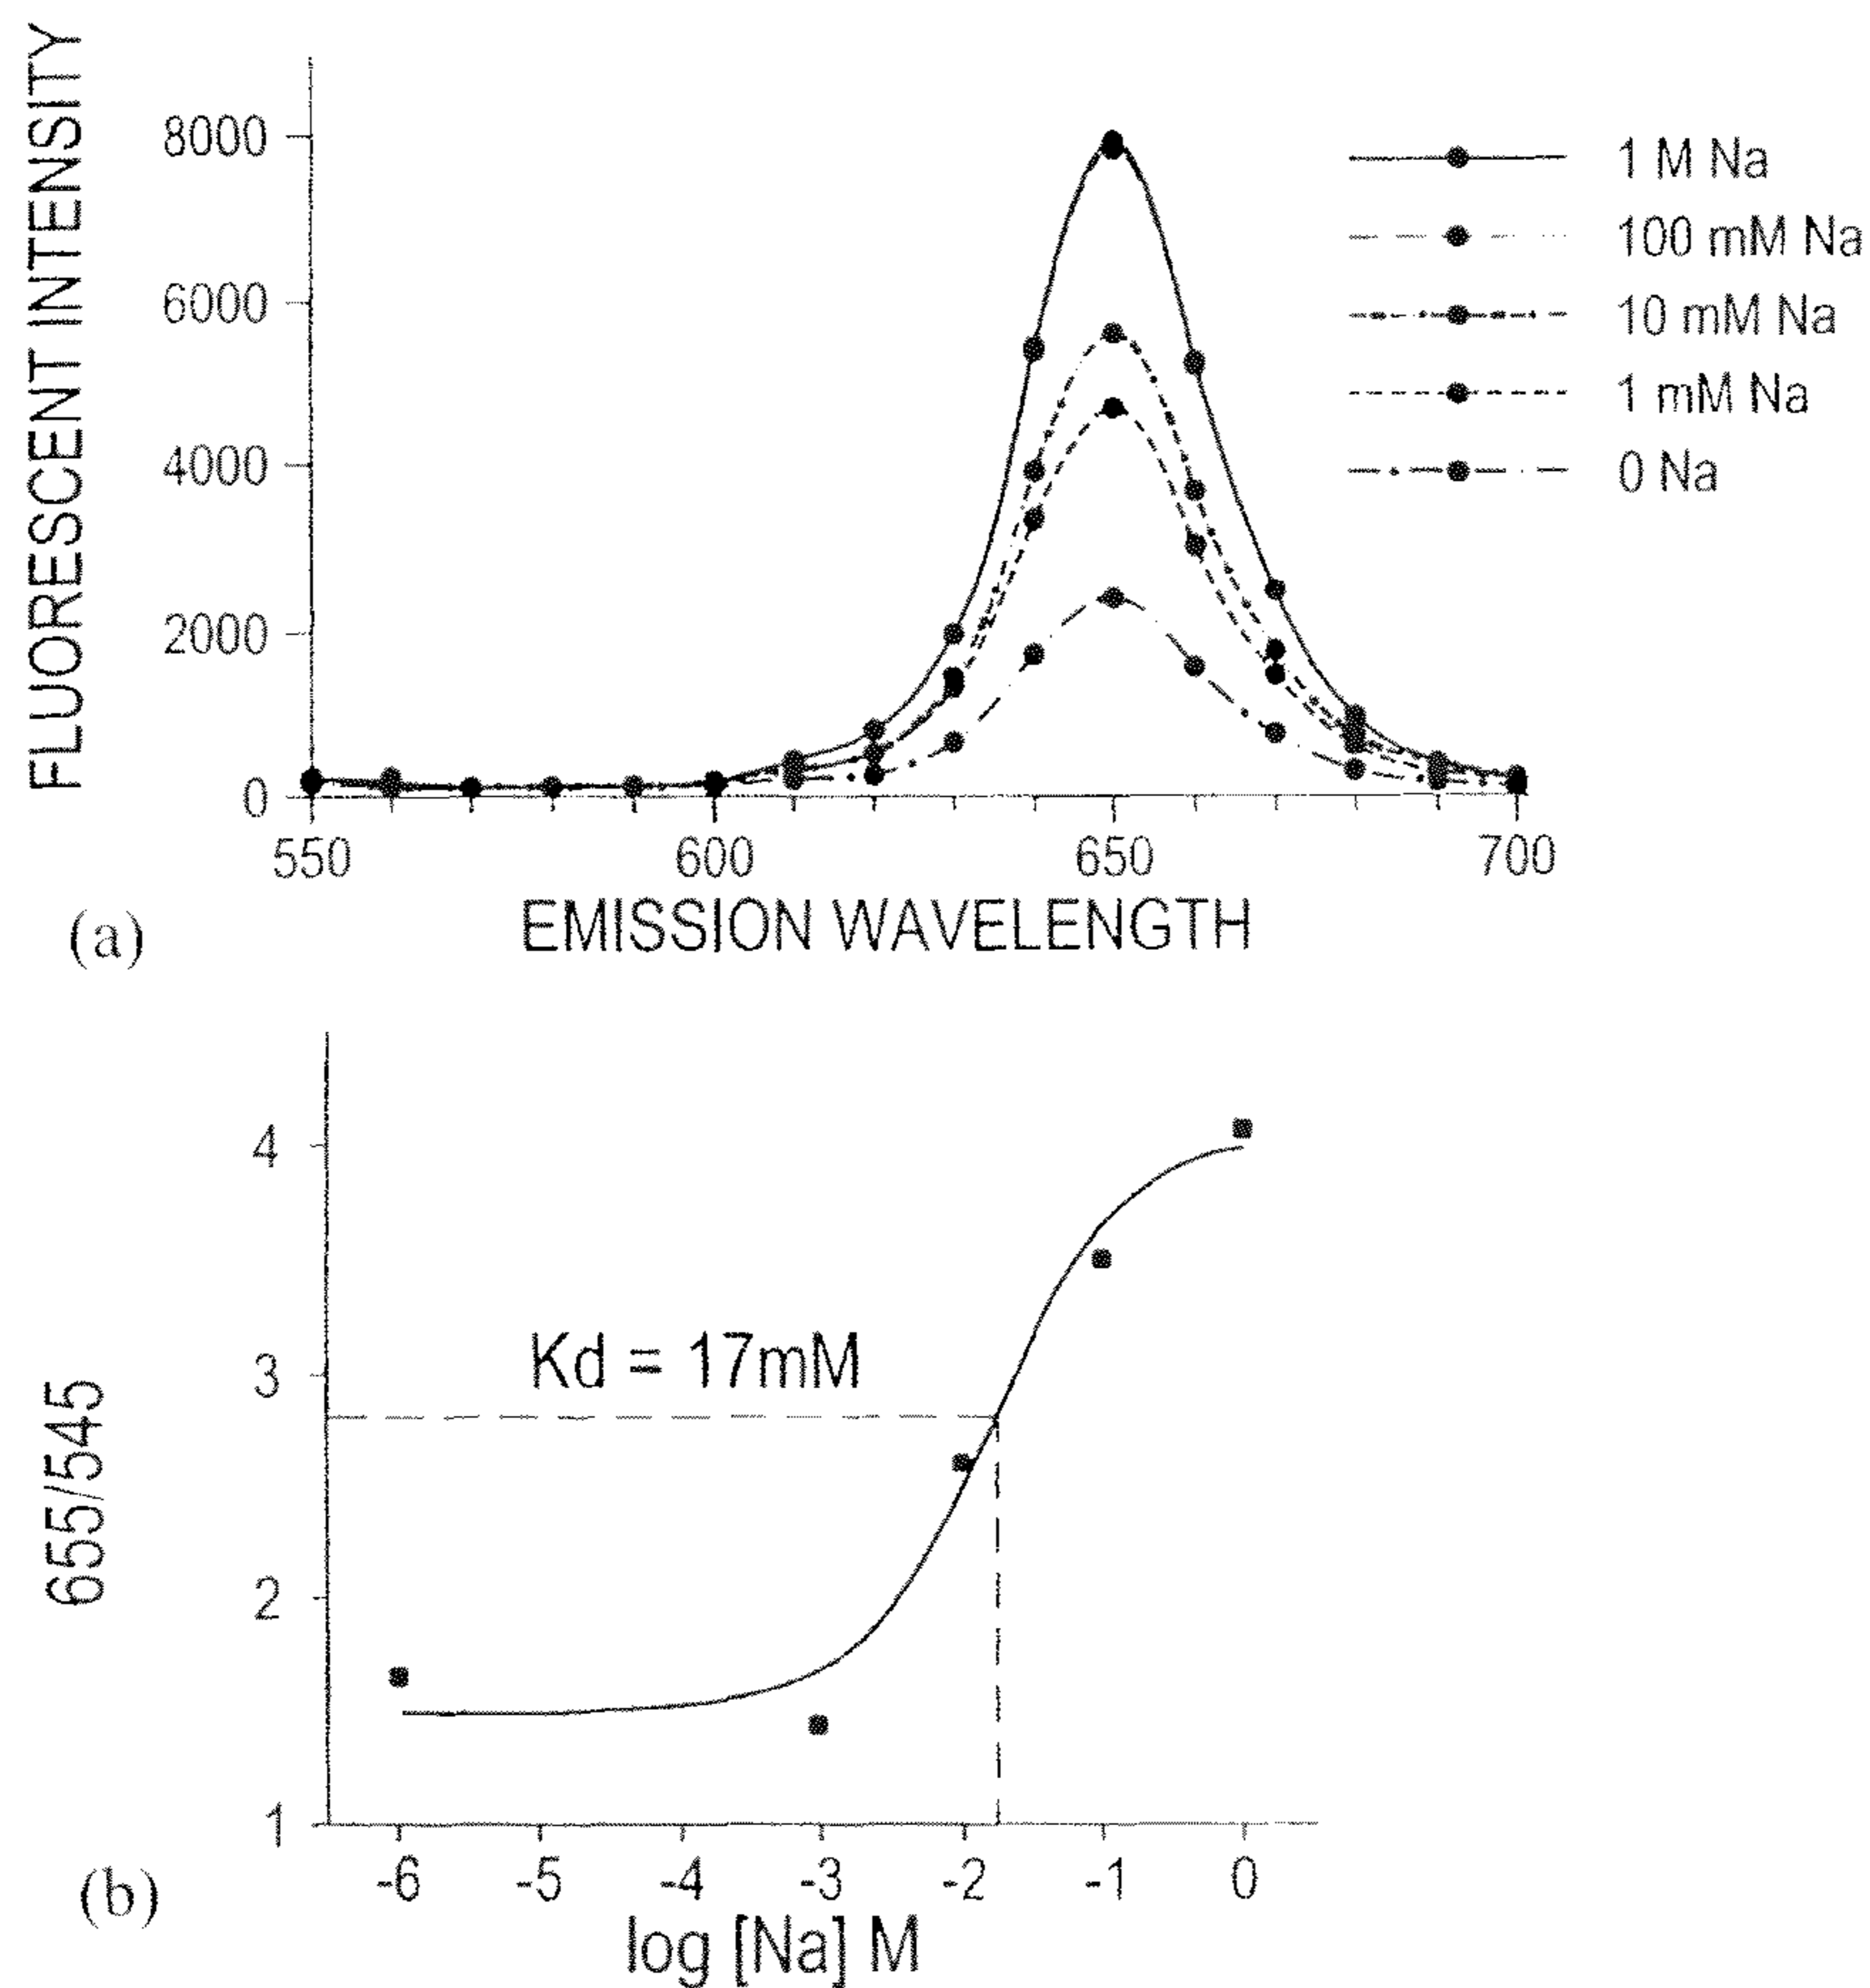 FLUORESCENT INTENSITY
8000
6000
4000
2000
0
550
600
650
700
EMISSION WAVELENGTH
1 M Na
100 mM Na
10 mM Na
1 mM Na
0 Na
(a)
655/545
4
3
2
1
Kd = 17mM
-6
-5
-4
-3
-2
-1
0
log [Na] M
(b)